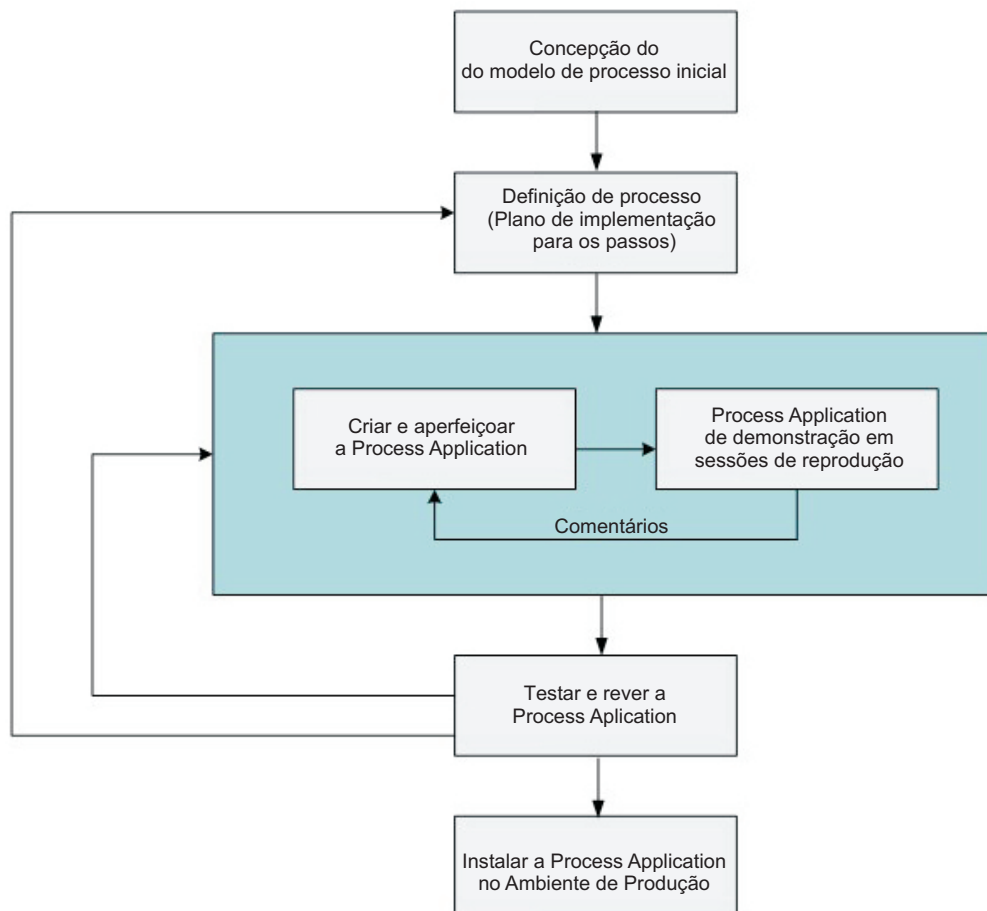 Concepção do
do modelo de processo inicial
Definição de processo
(Plano de implementação
para os passos)
Criar e aperfeiçoar
a Process Application
Process Application
de demonstração em
sessões de reprodução
Comentários
Testar e rever a
Process Aplication
Instalar a Process Application
no Ambiente de Produção